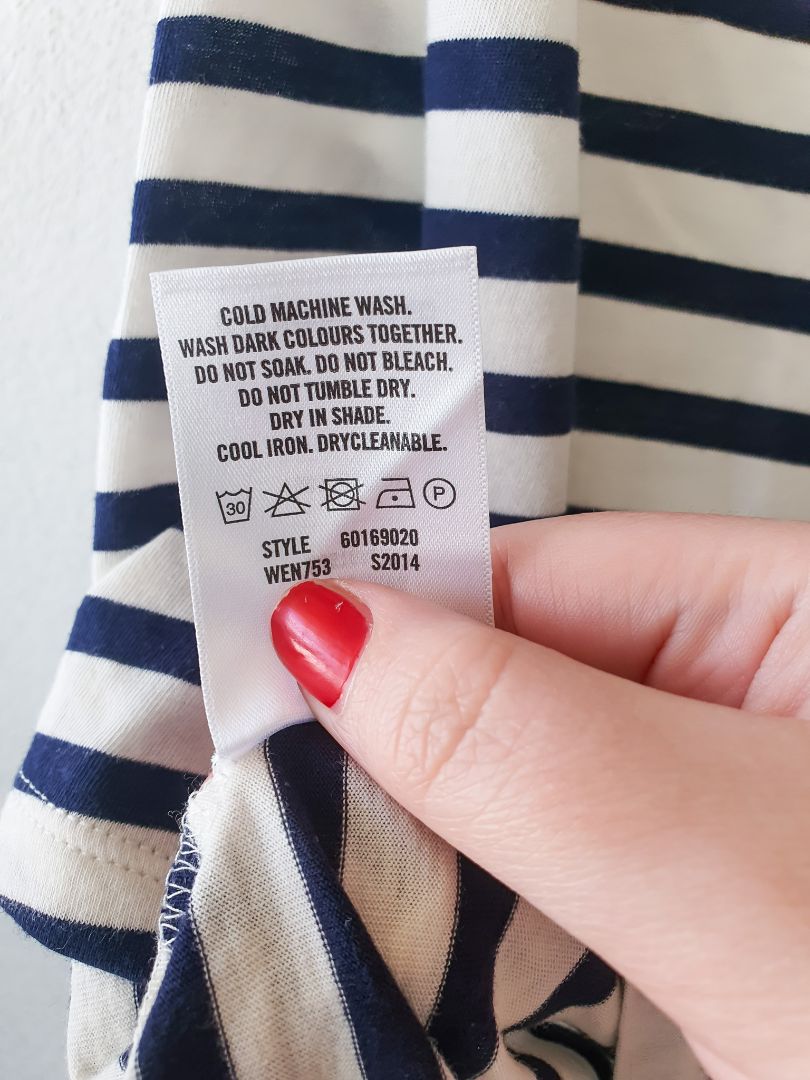 COLD MACHINE WASH.
WASH DARK COLOURS TOGETHER.
DO NOT SOAK. DO NOT BLEACH.
DO NOT TUMBLE DRY.
DRY IN SHADE.
COOL IRON. DRYCLEANABLE.
30 P
STYLE 60169020
WEN753 S2014